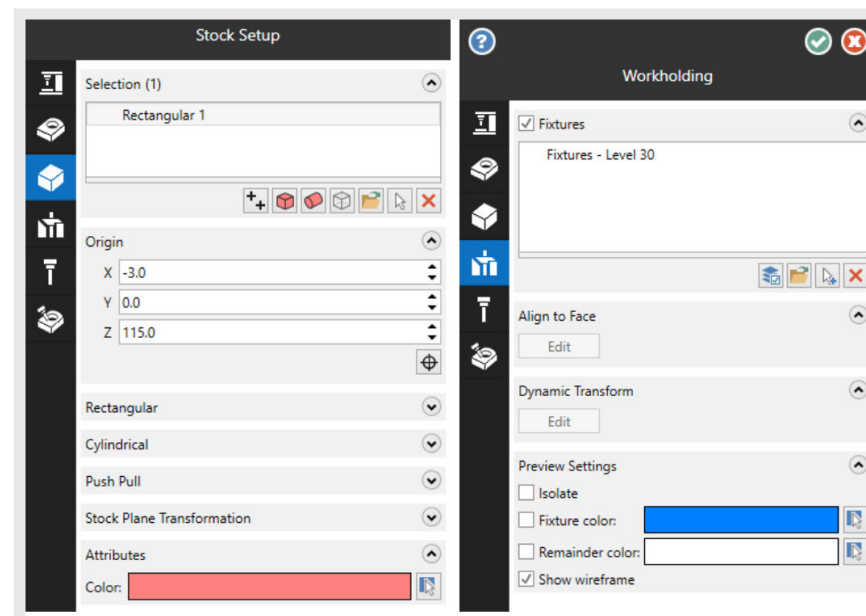 Stock Setup
Selection (1)
Rectangular 1
Origin
X -3.0
Y 0.0
Z 115.0
Rectangular
Cylindrical
Push Pull
Stock Plane Transformation
Attributes
Color:
Workholding
Fixtures
Fixtures - Level 30
Align to Face
Edit
Dynamic Transform
Edit
Preview Settings
Isolate
Fixture color:
Remainder color:
Show wireframe